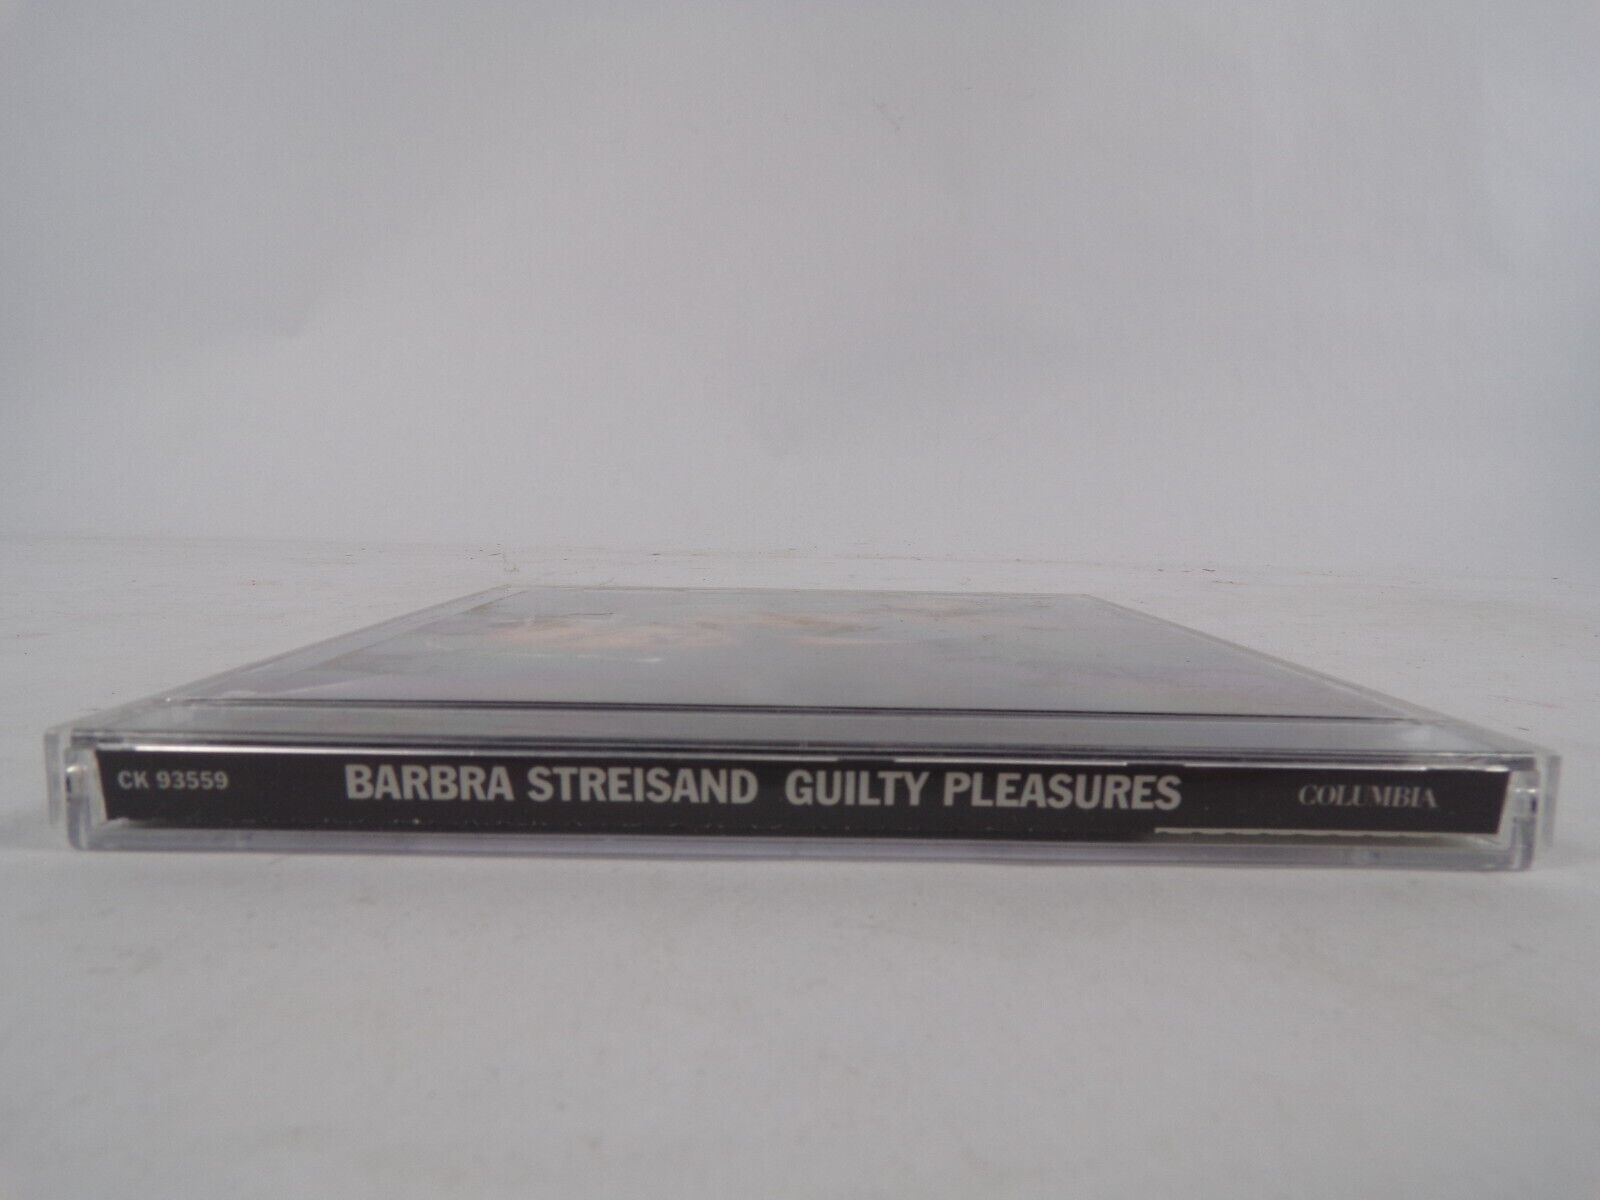 CK 93559 BARBRA STREISAND GUILTY PLEASURES COLUMBIA